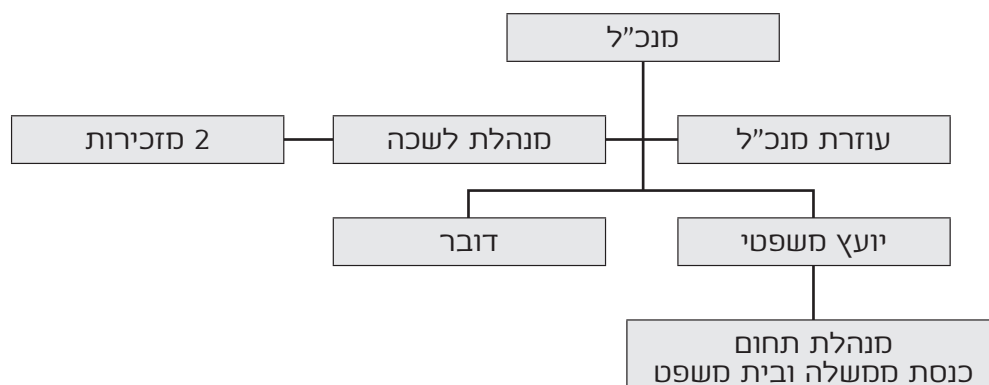 מנכ״ל
עוזרת מנכ״ל
מנהלת לשכה
2 מזכירות
יועץ משפטי
דובר
מנהלת תחום
כנסת ממשלה ובית משפט